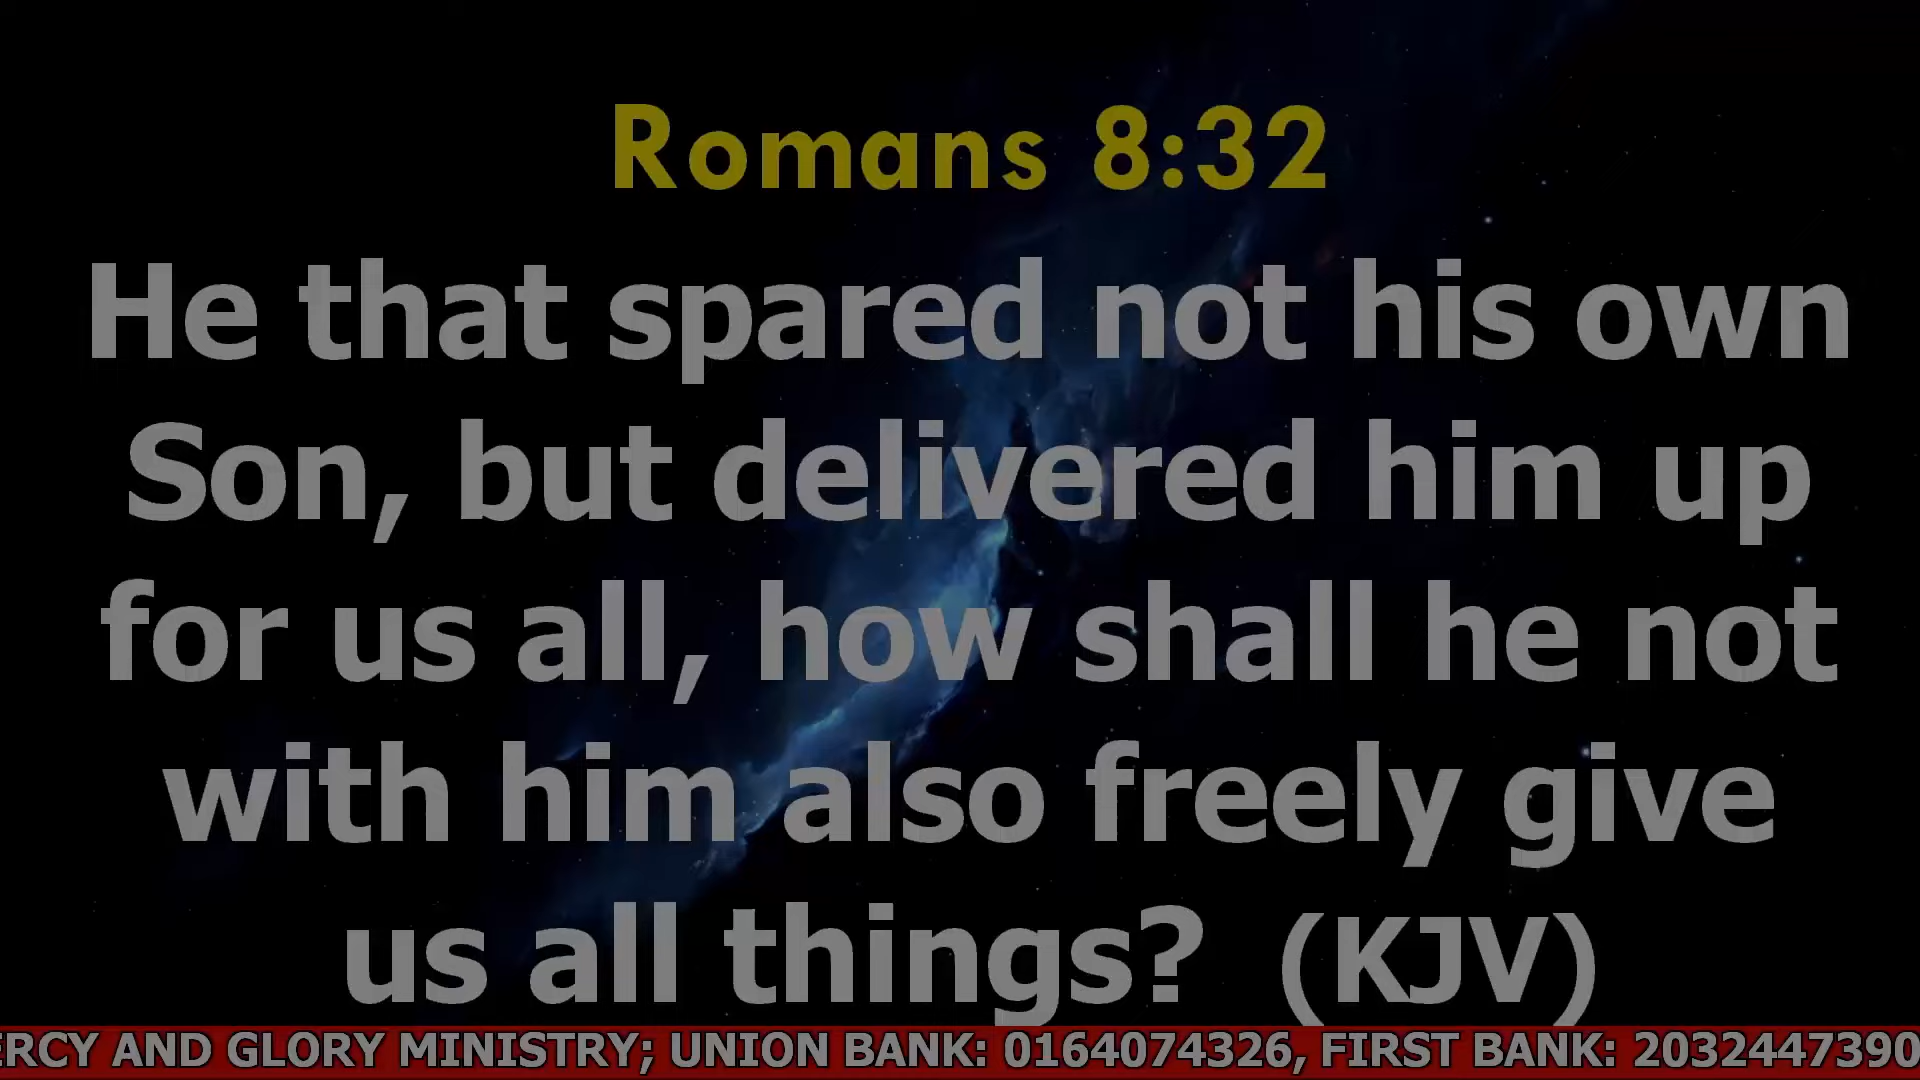 Romans 8:32
He that spared not his own
Son, but delivered him up
for us all, how shall he not
with him also freely give
us all things? (KJV)
AND GLORY MINISTRY; UNION BANK: 0164074326, FIRST BANK: 2032447390